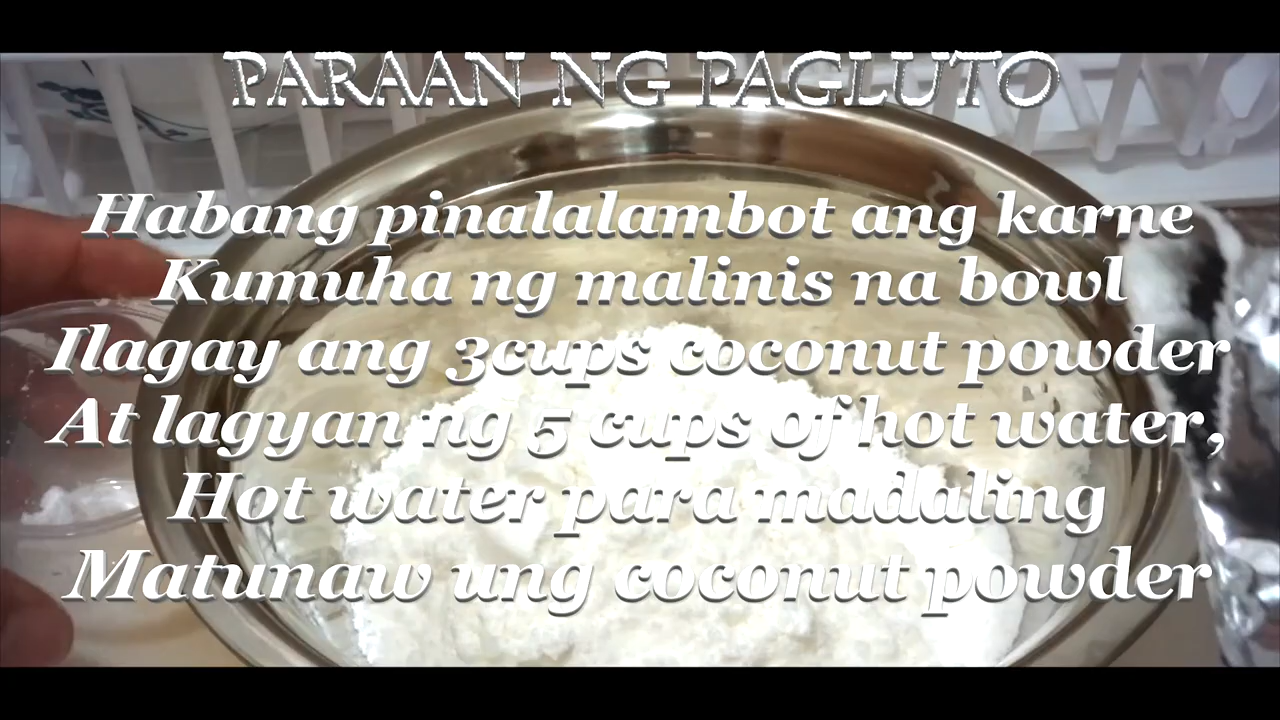 PARAAN NG PAGLUTO
Habang pinalalambot ang karne
Kumuha ng malinis na bowl
Ilagay ang 3cups coconut powder
At lagyan ng 5 cups of hot water,
Hot water para madaling
Matunaw ung coconut powder